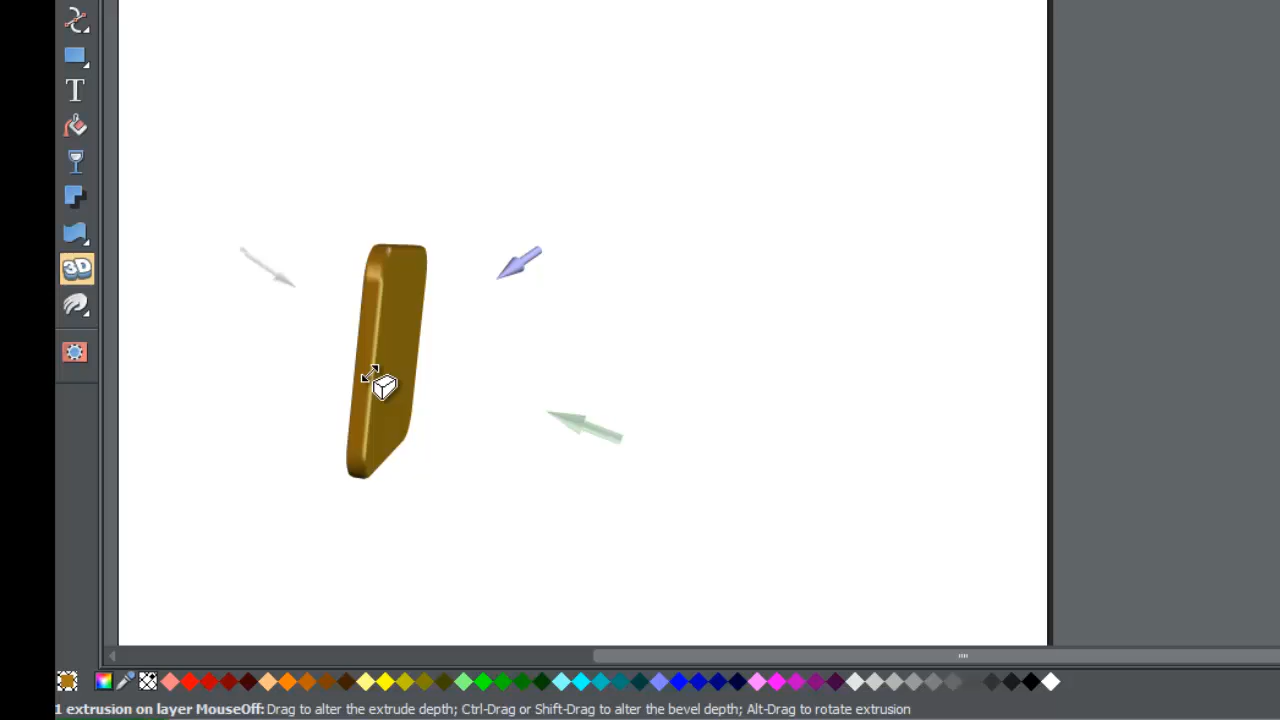 T
3D
1 extrusion on layer MouseOff: Drag to alter the extrude depth; Ctrl-Drag or Shift-Drag to alter the bevel depth; Alt-Drag to rotate extrusion